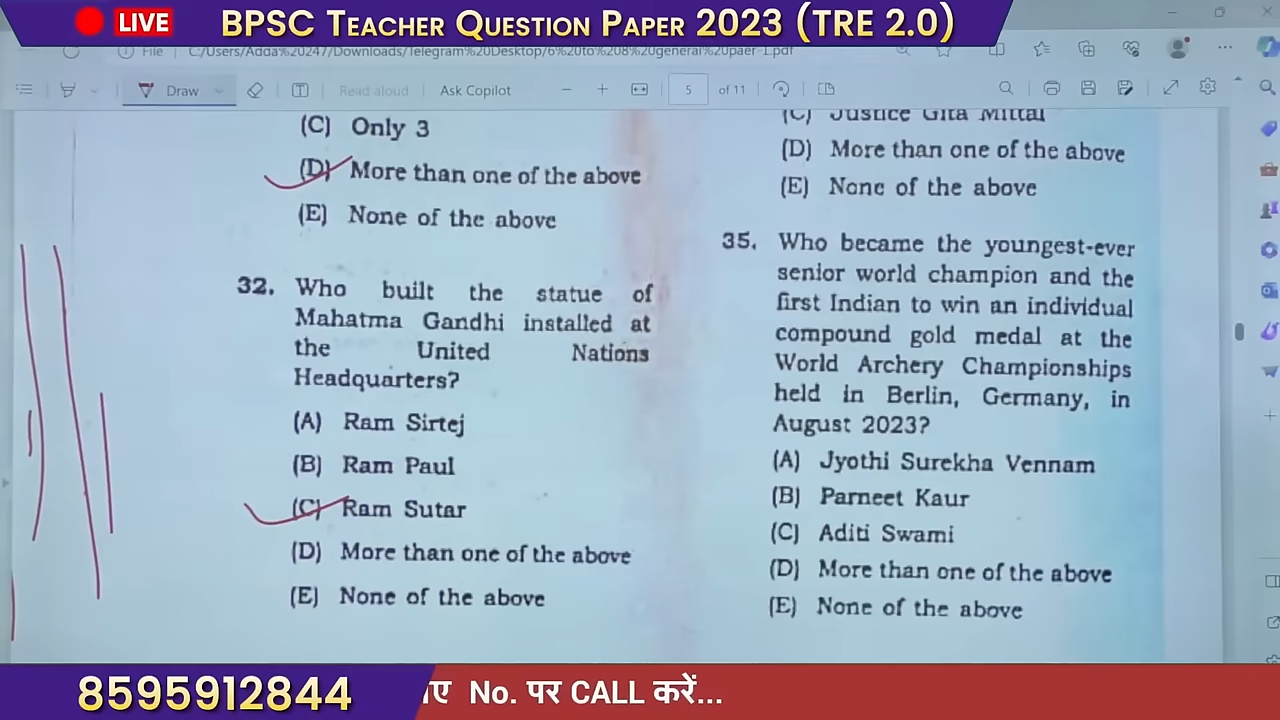 LIVE
BPSC TEACHER QUESTION PAPER 2023 (TRE 2.0)
File
C:/Users/Adda%20247/Downloads/Telegram%20Desktop/6%20to%208%20general%20paer-1.pdf
Draw
Read aloud
Ask Copilot
5
of 11
(C) Only 3
(D) More than one of the above
(E) None of the above
32. Who built the statue of
Mahatma Gandhi installed at
the United Nations
Headquarters?
(A) Ram Sirtej
(B) Ram Paul
(C) Ram Sutar
(D) More than one of the above
(E) None of the above
(C) Justice Gita Mittal
(D) More than one of the above
(E) None of the above
35. Who became the youngest-ever
senior world champion and the
first Indian to win an individual
compound gold medal at the
World Archery Championships
held in Berlin, Germany, in
August 2023?
(A) Jyothi Surekha Vennam
(B) Parneet Kaur
(C) Aditi Swami
(D) More than one of the above
(E) None of the above
8595912844
No. पर CALL करें...